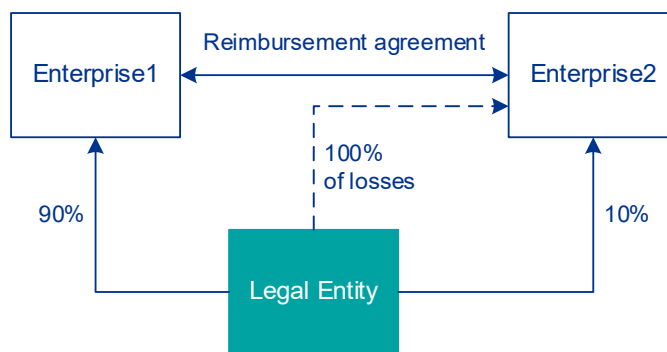 Reimbursement agreement
Enterprise1
Enterprise2
100%
of losses
90%
10%
Legal Entity